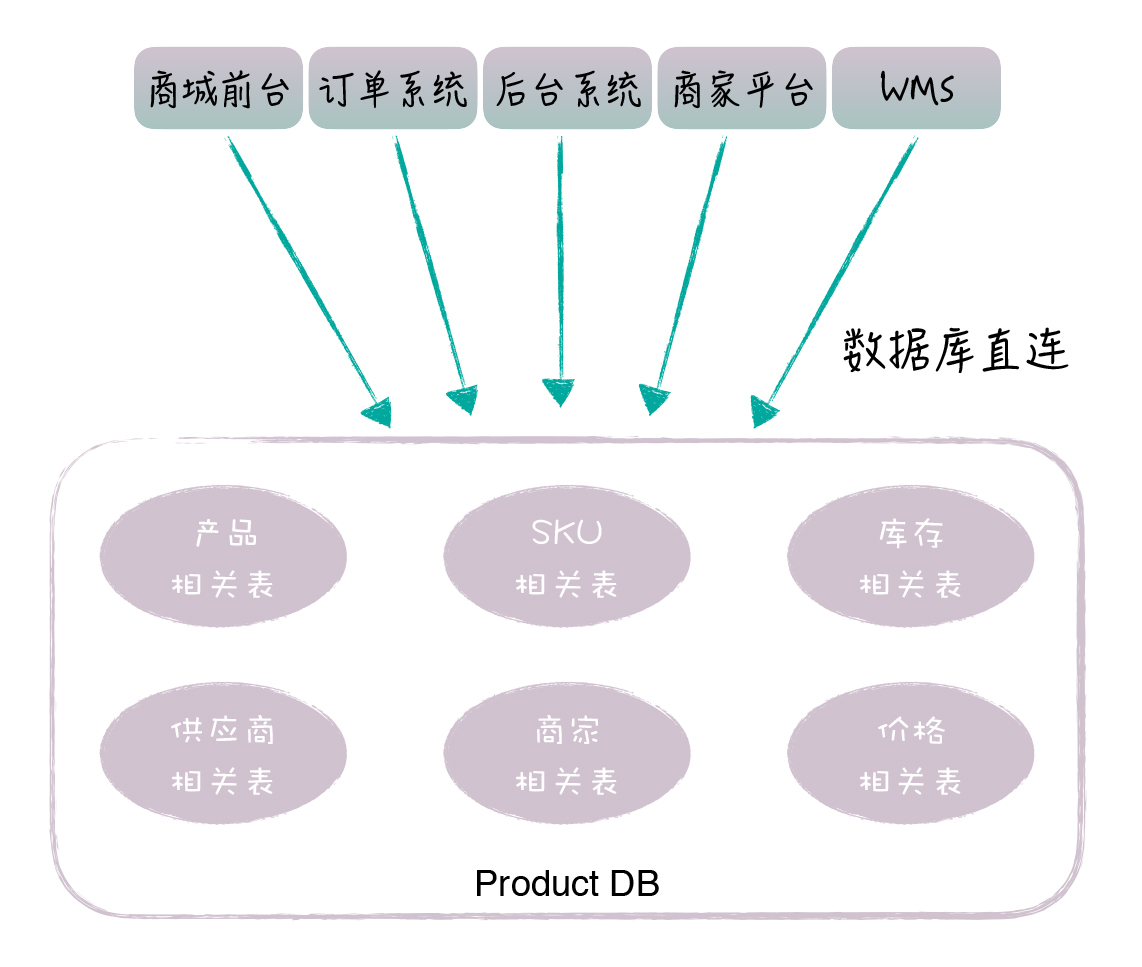 商城前台
订单系统
后台系统
商家平台
WMS
数据库直连
产品
相关表
SKU
相关表
库存
相关表
供应商
相关表
商家
相关表
价格
相关表
Product DB